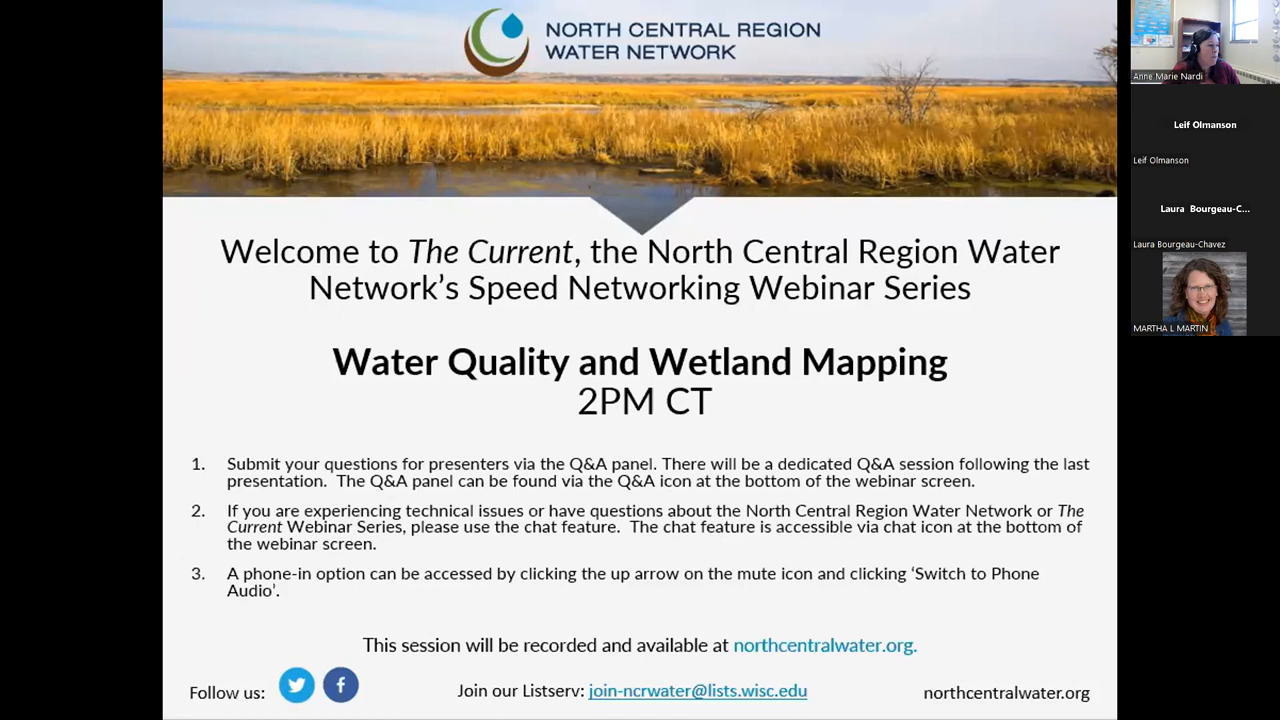 NORTH CENTRAL REGION
WATER NETWORK
Welcome to The Current, the North Central Region Water
Network’s Speed Networking Webinar Series
Water Quality and Wetland Mapping
2PM CT
1. Submit your questions for presenters via the Q&A panel. There will be a dedicated Q&A session following the last
presentation. The Q&A panel can be found via the Q&A icon at the bottom of the webinar screen.
2. If you are experiencing technical issues or have questions about the North Central Region Water Network or The
Current Webinar Series, please use the chat feature. The chat feature is accessible via chat icon at the bottom of
the webinar screen.
3. A phone-in option can be accessed by clicking the up arrow on the mute icon and clicking ‘Switch to Phone
Audio’.
This session will be recorded and available at northcentralwater.org.
Follow us:
Join our Listserv: join-ncrwater@lists.wisc.edu
northcentralwater.org
Anne Marie Nardi
Leif Olmanson
Leif Olmanson
Laura Bourgeau-C...
Laura Bourgeau-Chavez
MARTHA L MARTIN